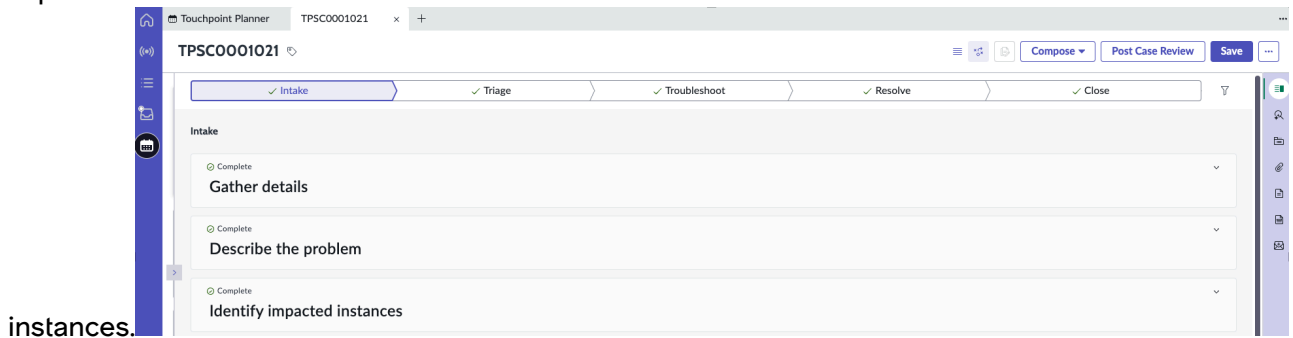 Touchpoint Planner TPSC0001021 × +
TPSC0001021 Compose Post Case Review Save
Intake Triage Troubleshoot Resolve Close
Intake
Complete
Gather details
Complete
Describe the problem
Complete
Identify impacted instances
instances.